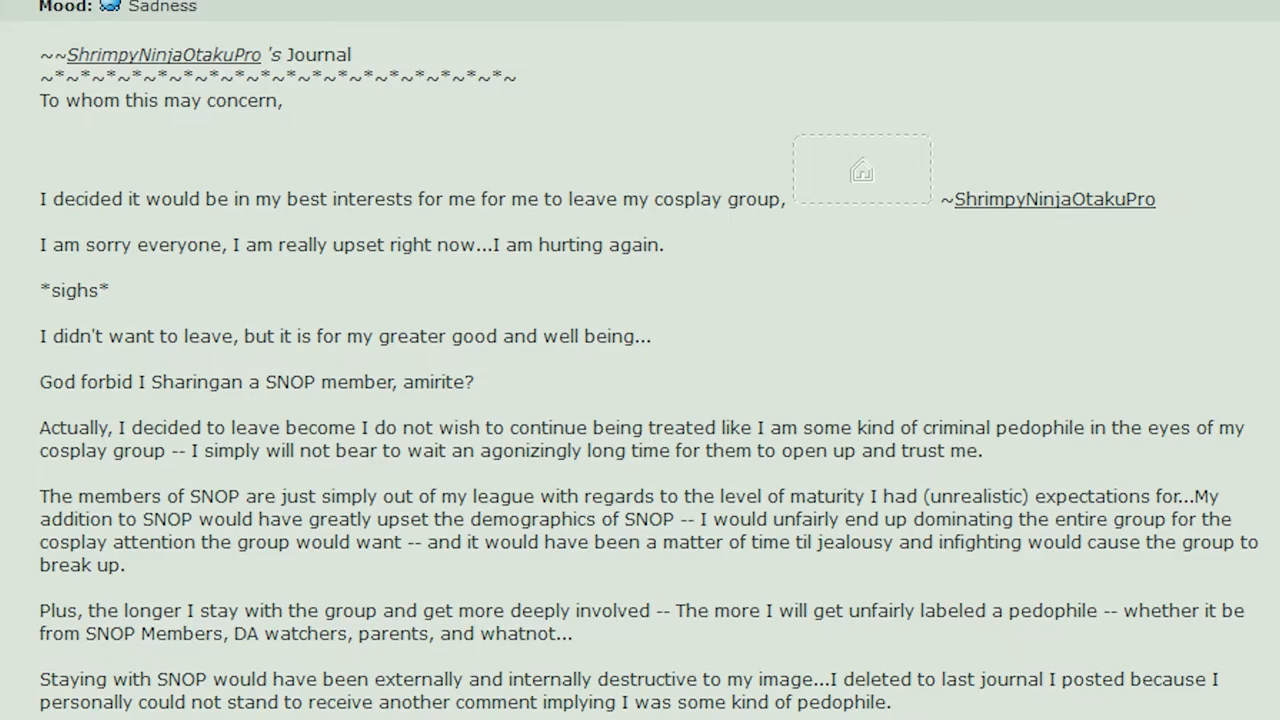 Mood: Sadness
~~ShrimpyNinjaOtakuPro 's Journal
~*~*~*~*~*~*~*~*~*~*~*~*~*~*~*~*~*~*~
To whom this may concern,
I decided it would be in my best interests for me for me to leave my cosplay group, ~ShrimpyNinjaOtakuPro
I am sorry everyone, I am really upset right now...I am hurting again.
*sighs*
I didn't want to leave, but it is for my greater good and well being...
God forbid I Sharingan a SNOP member, amirite?
Actually, I decided to leave become I do not wish to continue being treated like I am some kind of criminal pedophile in the eyes of my
cosplay group -- I simply will not bear to wait an agonizingly long time for them to open up and trust me.
The members of SNOP are just simply out of my league with regards to the level of maturity I had (unrealistic) expectations for...My
addition to SNOP would have greatly upset the demographics of SNOP -- I would unfairly end up dominating the entire group for the
cosplay attention the group would want -- and it would have been a matter of time til jealousy and infighting would cause the group to
break up.
Plus, the longer I stay with the group and get more deeply involved -- The more I will get unfairly labeled a pedophile -- whether it be
from SNOP Members, DA watchers, parents, and whatnot...
Staying with SNOP would have been externally and internally destructive to my image...I deleted to last journal I posted because I
personally could not stand to receive another comment implying I was some kind of pedophile.